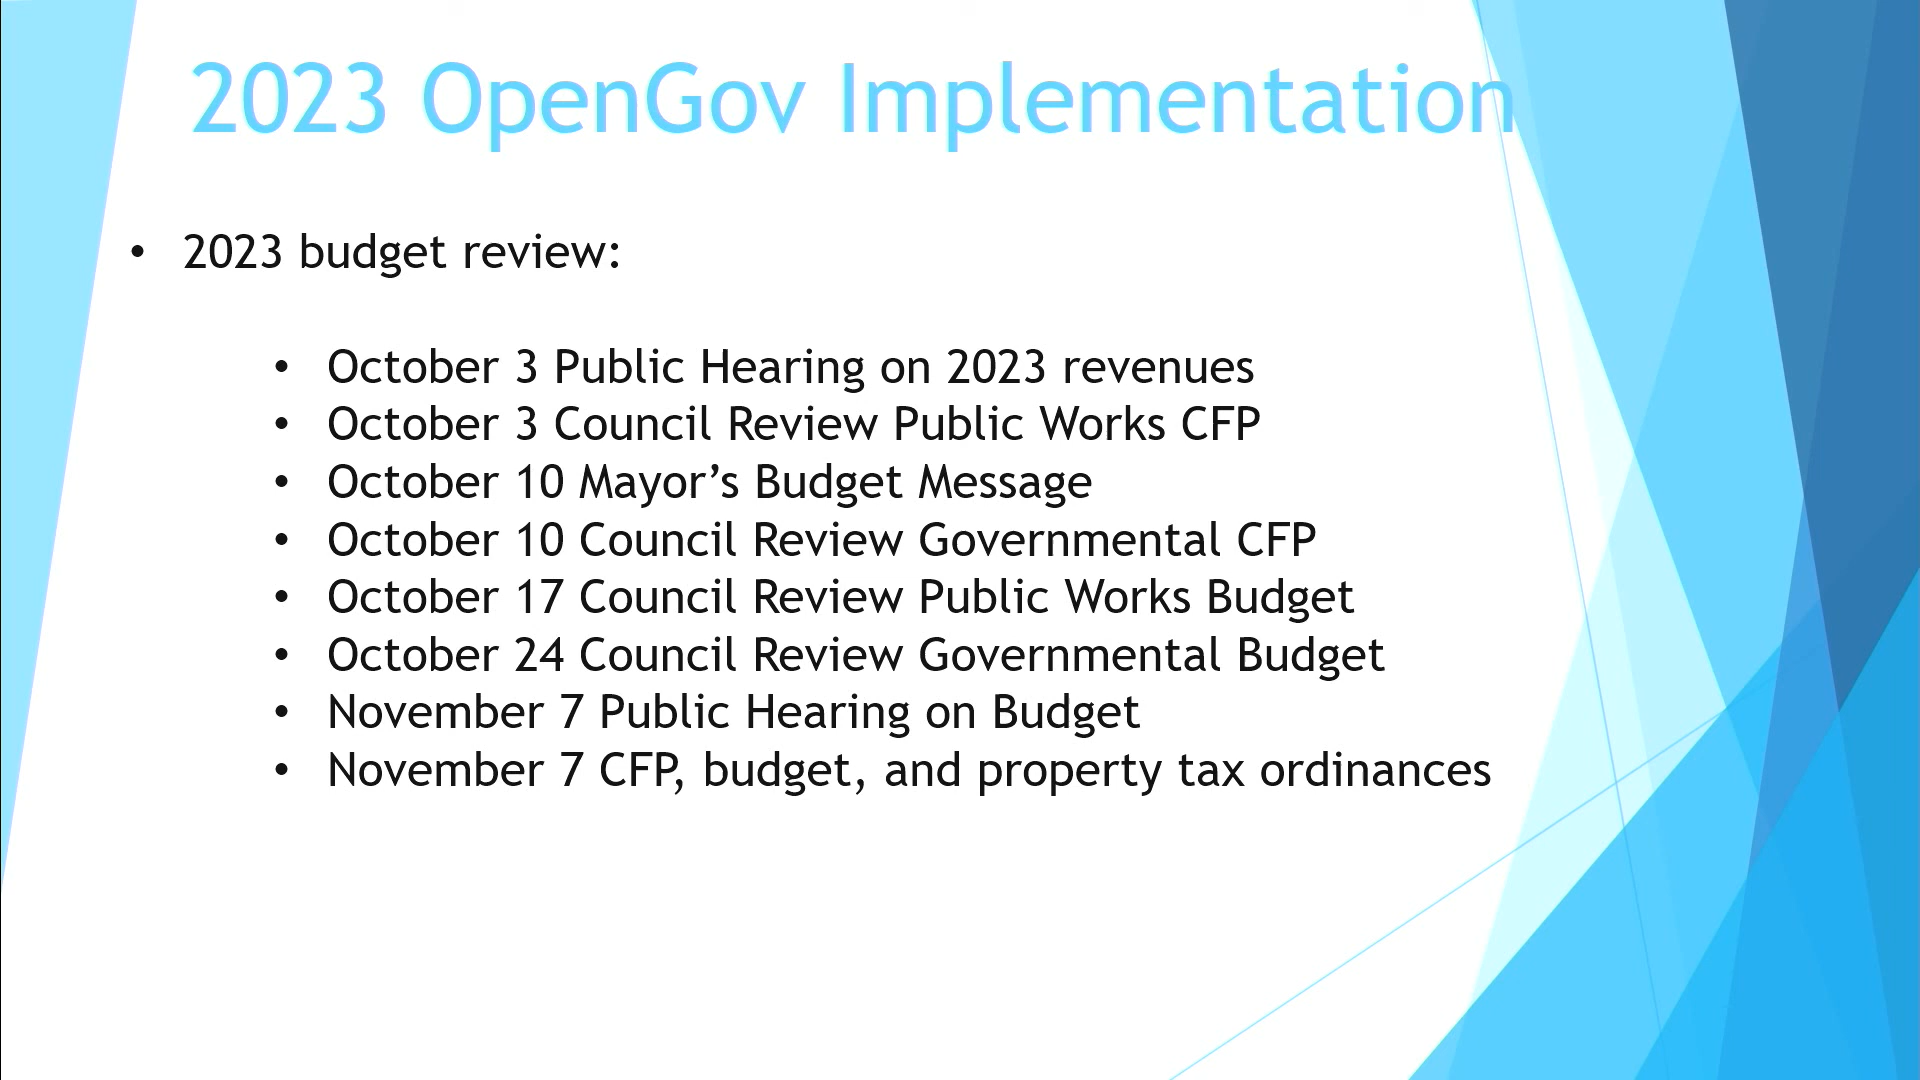 2023 OpenGov Implementation
• 2023 budget review:
• October 3 Public Hearing on 2023 revenues
• October 3 Council Review Public Works CFP
• October 10 Mayor’s Budget Message
• October 10 Council Review Governmental CFP
• October 17 Council Review Public Works Budget
• October 24 Council Review Governmental Budget
• November 7 Public Hearing on Budget
• November 7 CFP, budget, and property tax ordinances